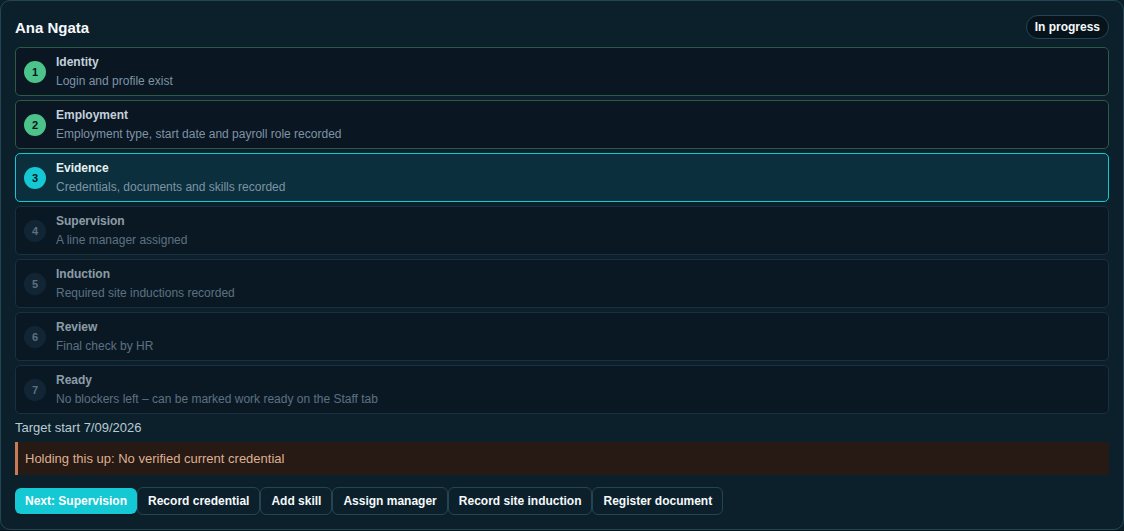 Ana Ngata
In progress
1
Identity
Login and profile exist
2
Employment
Employment type, start date and payroll role recorded
3
Evidence
Credentials, documents and skills recorded
4
Supervision
A line manager assigned
5
Induction
Required site inductions recorded
6
Review
Final check by HR
7
Ready
No blockers left – can be marked work ready on the Staff tab
Target start 7/09/2026
Holding this up: No verified current credential
Next: Supervision
Record credential
Add skill
Assign manager
Record site induction
Register document